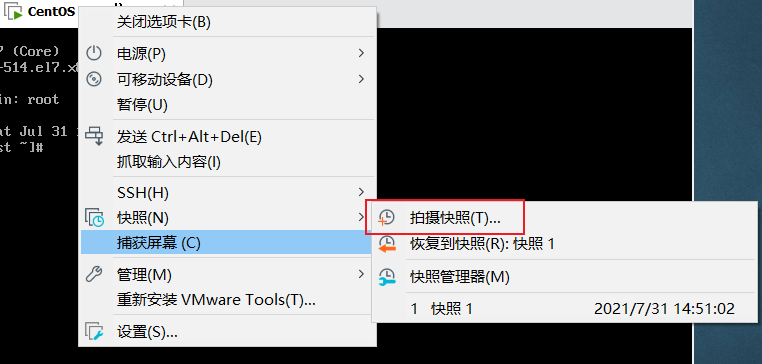 CentOS
关闭选项卡(B)
7 (Core)
电源(P)
-514.el7.x8
可移动设备(D)
暂停(U)
in: root
at Jul 31
发送 Ctrl+Alt+Del(E)
st ~]#
抓取输入内容(I)
SSH(H)
快照(N)
捕获屏幕 (C)
管理(M)
重新安装 VMware Tools(T)...
设置(S)...
拍摄快照(T)...
恢复到快照(R): 快照 1
快照管理器(M)
1 快照 1 2021/7/31 14:51:02